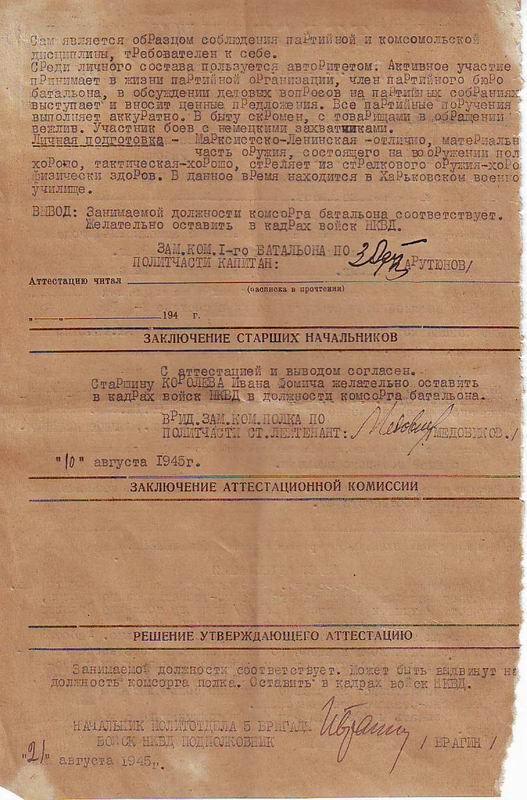 Сам является образцом соблюдения партийной и комсомольской
дисциплины, требователен к себе.
Среди личного состава пользуется авторитетом. Активное участие
принимает в жизни партийной организации, член партийного бюро
батальона, в обсуждении деловых вопросов на партийных собраниях
выступает и вносит ценные предложения. Все партийные поручения
выполняет аккуратно. В быту скромен, с товарищами в обращении
вежлив. Участник боев с немецкими захватчиками.
Личная подготовка - Марксистско-Ленинская -отлично, материальн
часть оружия, состоящего на вооружении пол
хорошо, тактическая-хорошо, стреляет из стрелкового оружия-хоро
физически здоров. В данное время находится в Харьковском военно
училище.
ВЫВОД: Занимаемой должности комсорга батальона соответствует.
Желательно оставить в кадрах войск НКВД.
ЗАМ.КОМ.I-го БАТАЛЬОНА ПО
ПОЛИТЧАСТИ КАПИТАН: АРУТЮНОВ/
Аттестацию читал
(расписка в прочтении)
" " 194 г.
ЗАКЛЮЧЕНИЕ СТАРШИХ НАЧАЛЬНИКОВ
С аттестацией и выводом согласен.
Старшину КОРОЛЕВА Ивана Фомича желательно оставить
в кадрах войск НКВД в должности комсорга батальона.
ВРИД.ЗАМ.КОМ.ПОЛКА ПО
ПОЛИТЧАСТИ СТ.ЛЕЙТЕНАНТ: /МЕДОВИКОВ./
"10" августа 1945г.
ЗАКЛЮЧЕНИЕ АТТЕСТАЦИОННОЙ КОМИССИИ
РЕШЕНИЕ УТВЕРЖДАЮЩЕГО АТТЕСТАЦИЮ
Занимаемой должности соответствует. Может быть выдвинут на
должность комсорга полка. Оставить в кадрах войск НКВД.
НАЧАЛЬНИК ПОЛИТОТДЕЛА 5 БРИГАДЫ
ВОЙСК НКВД ПОДПОЛКОВНИК / БРАГИН /
"21" августа 1945г.